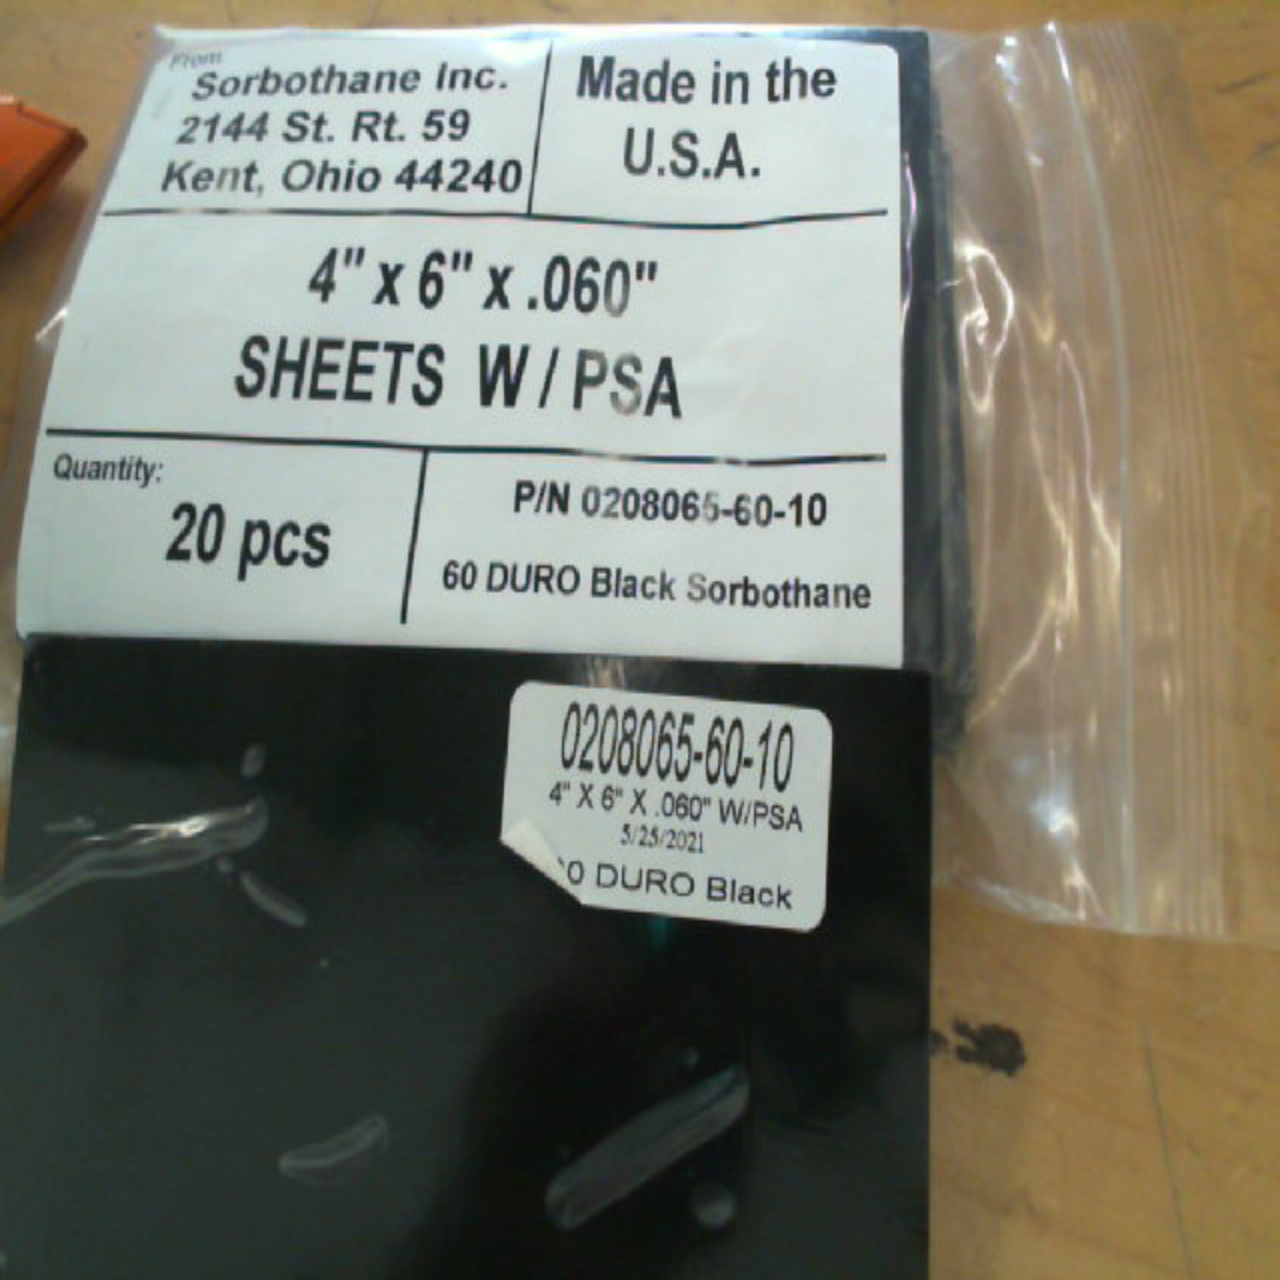 From
Sorbothane Inc.
2144 St. Rt. 59
Kent, Ohio 44240
Made in the
U.S.A.
4" x 6" x .060"
SHEETS W / PSA
Quantity:
20 pcs
P/N 0208065-60-10
60 DURO Black Sorbothane
0208065-60-10
4" X 6" X .060" W/PSA
5/25/2021
0 DURO Black